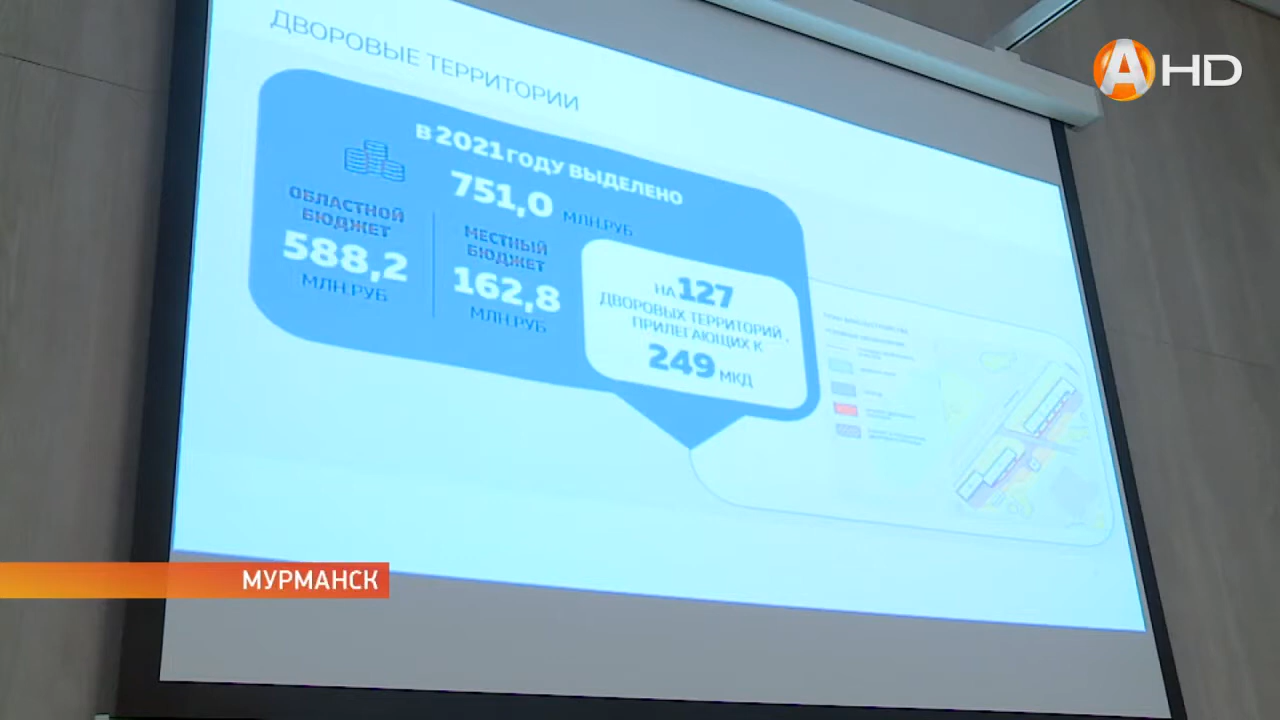 ДВОРОВЫЕ ТЕРРИТОРИИ
В 2021 ГОДУ ВЫДЕЛЕНО
751,0 МЛН.РУБ
ОБЛАСТНОЙ
БЮДЖЕТ
588,2
МЛН.РУБ
МЕСТНЫЙ
БЮДЖЕТ
162,8
МЛН.РУБ
НА 127
ДВОРОВЫХ ТЕРРИТОРИЙ,
ПРИЛЕГАЮЩИХ К
249 МКД
А HD
МУРМАНСК